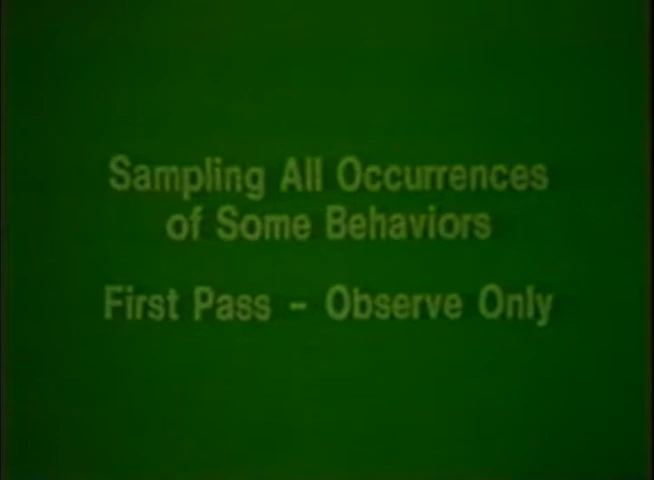 Sampling All Occurrences
of Some Behaviors
First Pass - Observe Only